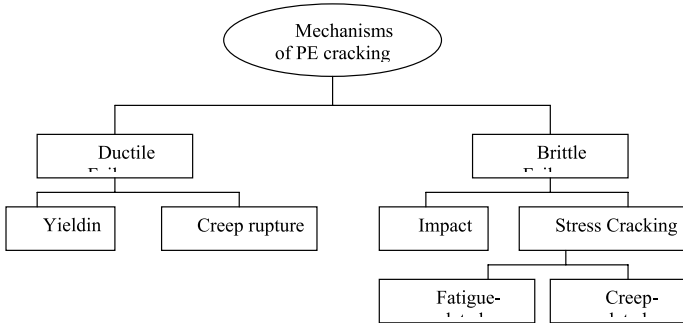 Mechanisms
of PE cracking
Ductile
Brittle
Yieldin
Creep rupture
Impact
Stress Cracking
Fatigue-
Creep-